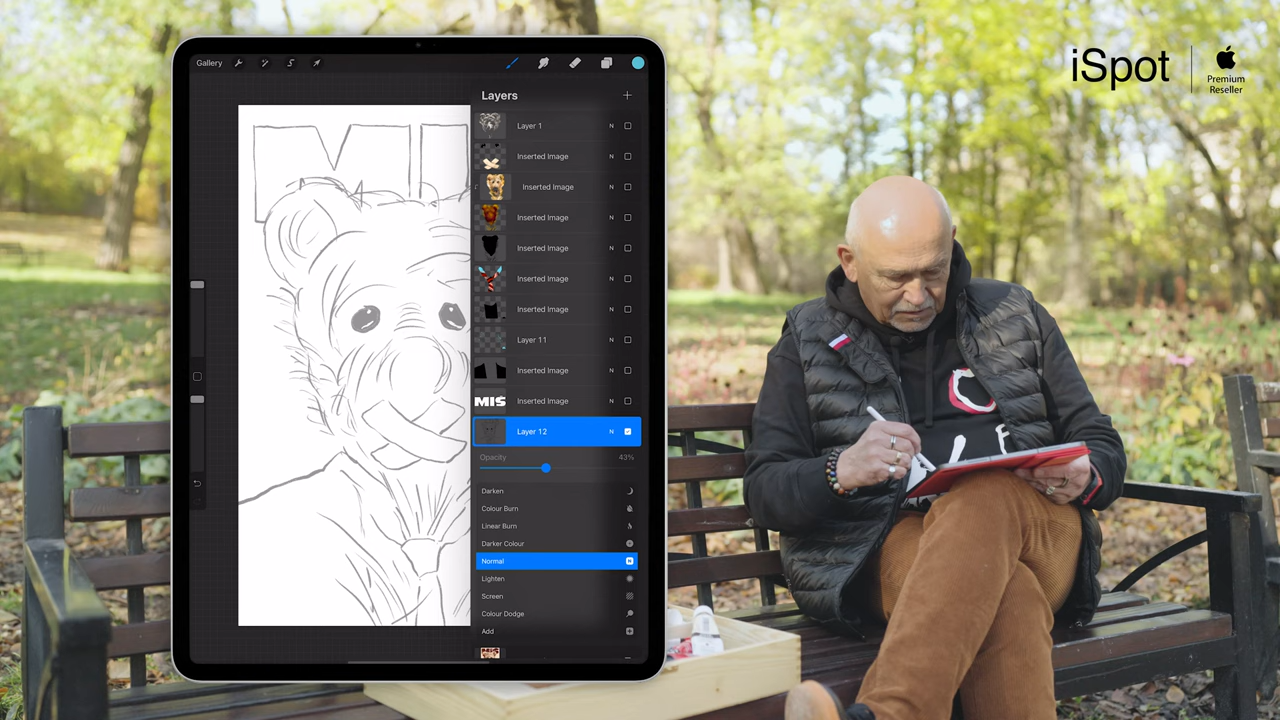 Gallery
Layers
Layer 1 N
Inserted Image N
Inserted Image N
Inserted Image N
Inserted Image N
Inserted Image N
Inserted Image N
Layer 11 N
Inserted Image N
MIS Inserted Image N
Layer 12 N
Opacity 43%
Darken
Colour Burn
Linear Burn
Darker Colour
Normal N
Lighten
Screen
Colour Dodge
Add
iSpot
Premium
Reseller